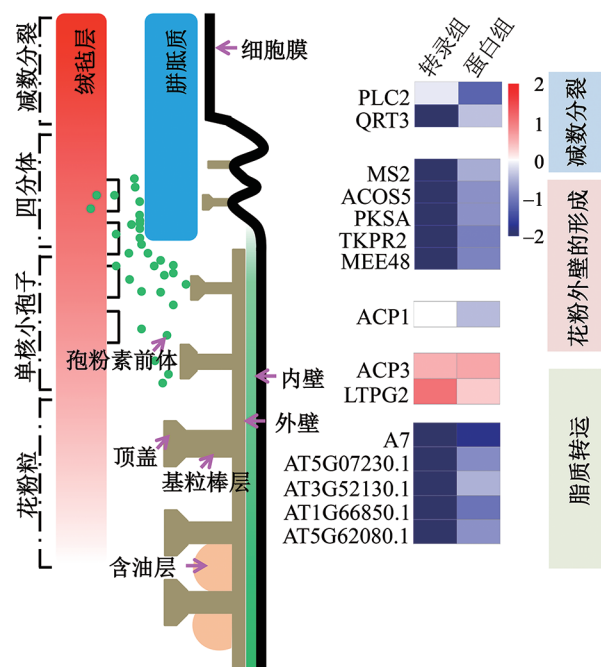 减数分裂
四分体
单核小孢子
花粉粒
绒毡层
胼胝质
细胞膜
孢粉素前体
内壁
外壁
顶盖
基粒棒层
含油层
转录组
蛋白组
PLC2
QRT3
MS2
ACOS5
PKSA
TKPR2
MEE48
ACP1
ACP3
LTPG2
A7
AT5G07230.1
AT3G52130.1
AT1G66850.1
AT5G62080.1
2
1
0
−1
−2
减数分裂
花粉外壁的形成
脂质转运